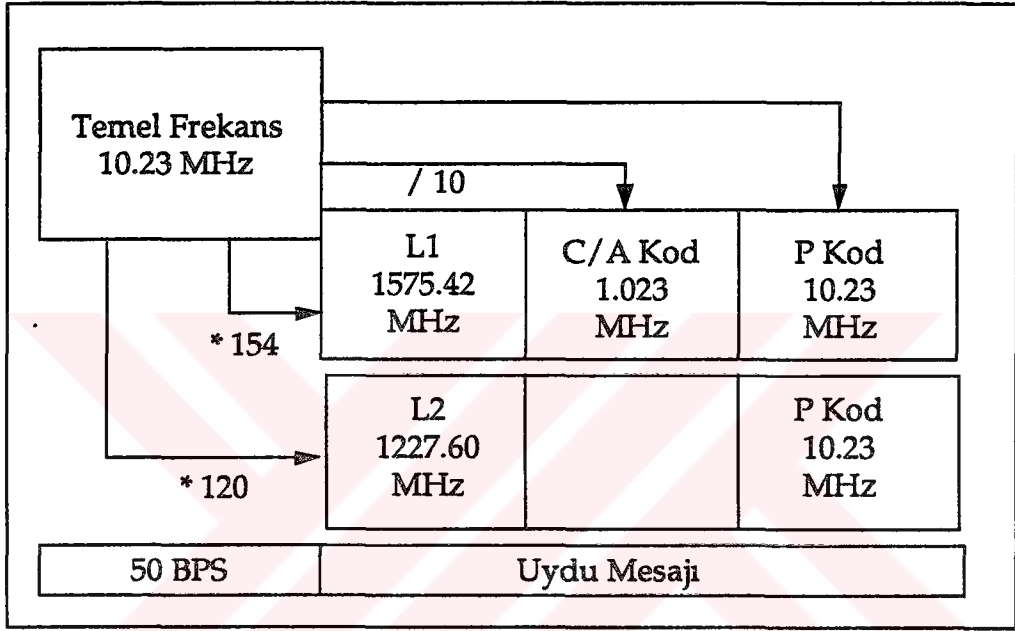 Temel Frekans
10.23 MHz
/ 10
L1
1575.42
MHz
C/A Kod
1.023
MHz
P Kod
10.23
MHz
* 154
L2
1227.60
MHz
P Kod
10.23
MHz
* 120
50 BPS
Uydu Mesajı